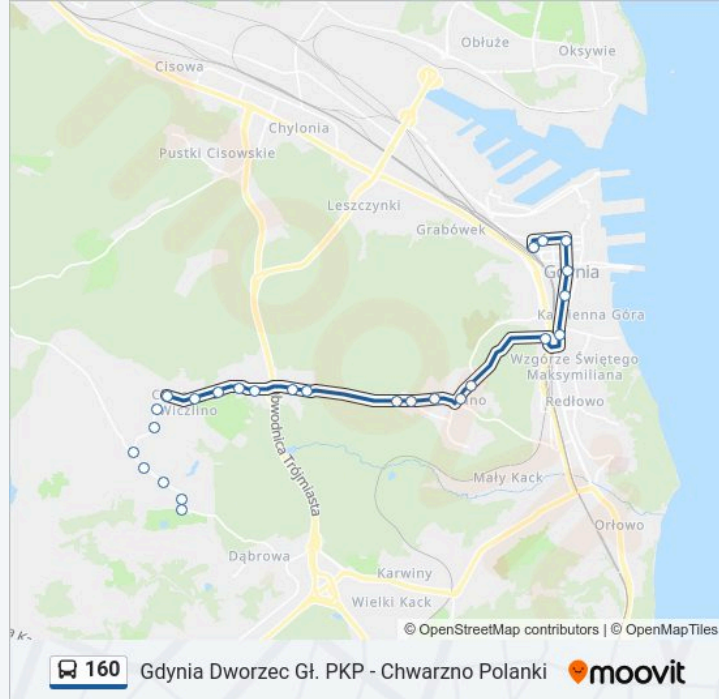 Obłuże
Oksywie
Cisowa
Chylonia
Pustki Cisowskie
Leszczynki
Grabówek
Gdynia
Kamienna Góra
Wzgórze Świętego
Maksymiliana
Wiczlino
Redłowo
Obwodnica Trójmiasta
Mały Kack
Orłowo
Dąbrowa
Karwiny
Wielki Kack
© OpenStreetMap contributors | © OpenMapTiles
160 Gdynia Dworzec Gł. PKP - Chwarzno Polanki moovit